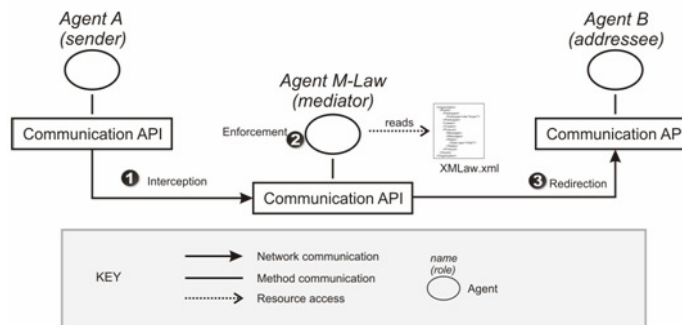 Agent A
(sender)
Agent B
(addressee)
Agent M-Law
(mediator)
Communication API
Enforcement
2
reads
Communication AP
XMLaw.xml
1
Interception
Communication API
3
Redirection
KEY
Network communication
Method communication
Resource access
name
(role)
Agent